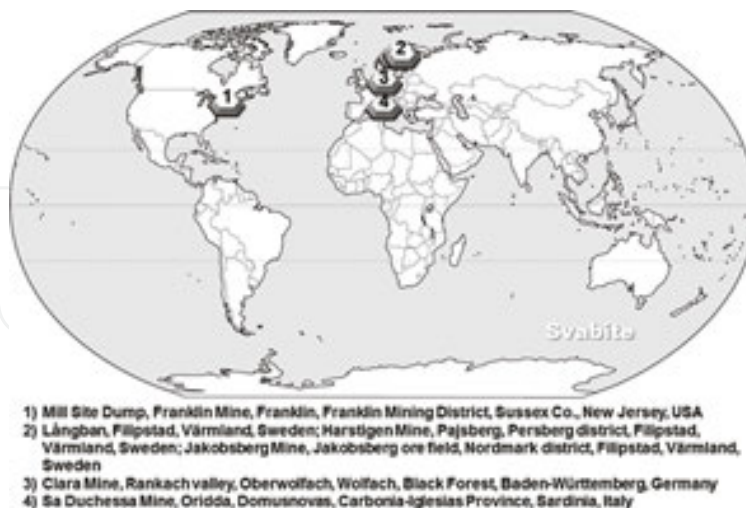 2
3
1
4
Svabite
1) Mill Site Dump, Franklin Mine, Franklin, Franklin Mining District, Sussex Co., New Jersey, USA
2) Långban, Filipstad, Värmland, Sweden; Harstigen Mine, Pajsberg, Persberg district, Filipstad,
Värmland, Sweden; Jakobsberg Mine, Jakobsberg ore field, Nordmark district, Filipstad, Värmland,
Sweden
3) Clara Mine, Rankach valley, Oberwolfach, Wolfach, Black Forest, Baden-Württemberg, Germany
4) Sa Duchessa Mine, Oridda, Domusnovas, Carbonia-Iglesias Province, Sardinia, Italy